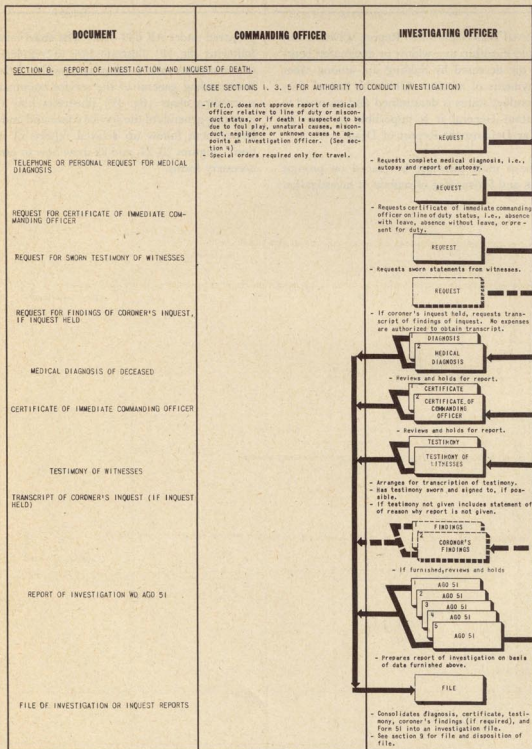 DOCUMENT
COMMANDING OFFICER
INVESTIGATING OFFICER
SECTION 8. REPORT OF INVESTIGATION AND INQUEST OF DEATH.
(SEE SECTIONS 1. 3. & FOR AUTHORITY TO CONDUCT INVESTIGATION)
- If C.O. does not approve report of medical
officer relative to line of duty or miscon-
duct status, or if death is suspected to be
due to foul play, unnatural causes, miscon-
duct, negligence or unknown causes he ap-
points an investigation officer. (See sec-
tion 4)
- Special orders required only for travel.
TELEPHONE OR PERSONAL REQUEST FOR MEDICAL
DIAGNOSIS
REQUEST
- Requests complete medical diagnosis, i.e.,
autopsy and report of autopsy.
REQUEST FOR CERTIFICATE OF IMMEDIATE COM-
MANDING OFFICER
REQUEST
- Requests certificate of immediate commanding
officer on line of duty status, i.e., absence
with leave, absence without leave, or pre-
sent for duty.
REQUEST FOR SWORN TESTIMONY OF WITNESSES
REQUEST
- Requests sworn statements from witnesses.
REQUEST FOR FINDINGS OF CORONER'S INQUEST,
IF INQUEST HELD
REQUEST
- If coroner's inquest held, requests trans-
cript of findings of inquest. No expenses
are authorized to obtain transcript.
MEDICAL DIAGNOSIS OF DECEASED
1 DIAGNOSIS
2 MEDICAL
DIAGNOSIS
- Reviews and holds for report.
CERTIFICATE OF IMMEDIATE COMMANDING OFFICER
1 CERTIFICATE
2 CERTIFICATE OF
COMMANDING
OFFICER
- Reviews and holds for report.
TESTIMONY OF WITNESSES
TESTIMONY
TESTIMONY OF
WITNESSES
- Arranges for transcription of testimony.
- Has testimony sworn and signed to, if pos-
sible.
- If testimony not given includes statement of
of reason why report is not given.
TRANSCRIPT OF CORONER'S INQUEST (IF INQUEST
HELD)
1 FINDINGS
2 CORONOR'S
FINDINGS
- If furnished, reviews and holds
REPORT OF INVESTIGATION WD AGO 51
1 AGO 51
2 AGO 51
3 AGO 51
4 AGO 51
5 AGO 51
- Prepares report of investigation on basis
of data furnished above.
FILE OF INVESTIGATION OR INQUEST REPORTS
FILE
- Consolidates diagnosis, certificate, testi-
mony, coroner's findings (if required), and
Form 51 into an investigation file.
- See section 9 for file and disposition of
file.